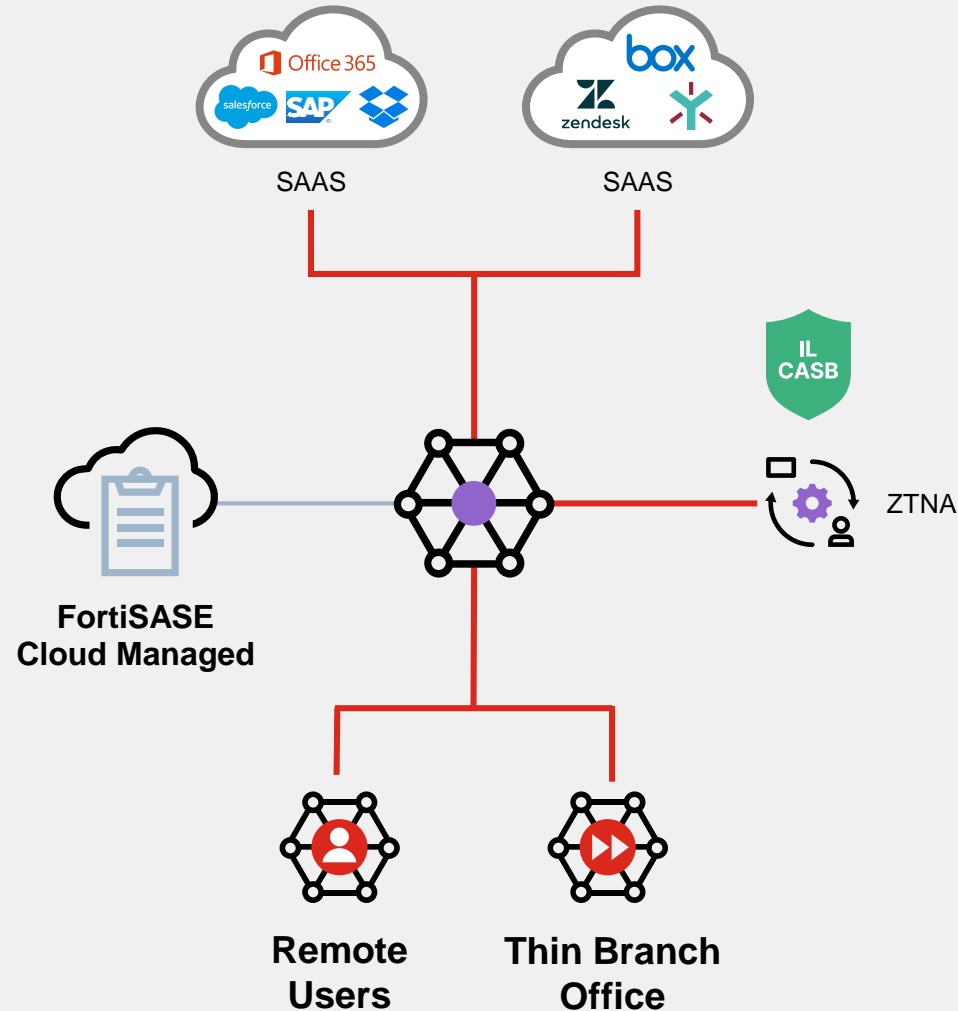 Office 365
salesforce
SAP
box
zendesk
SAAS
SAAS
IL
CASB
ZTNA
FortiSASE
Cloud Managed
Remote
Users
Thin Branch
Office